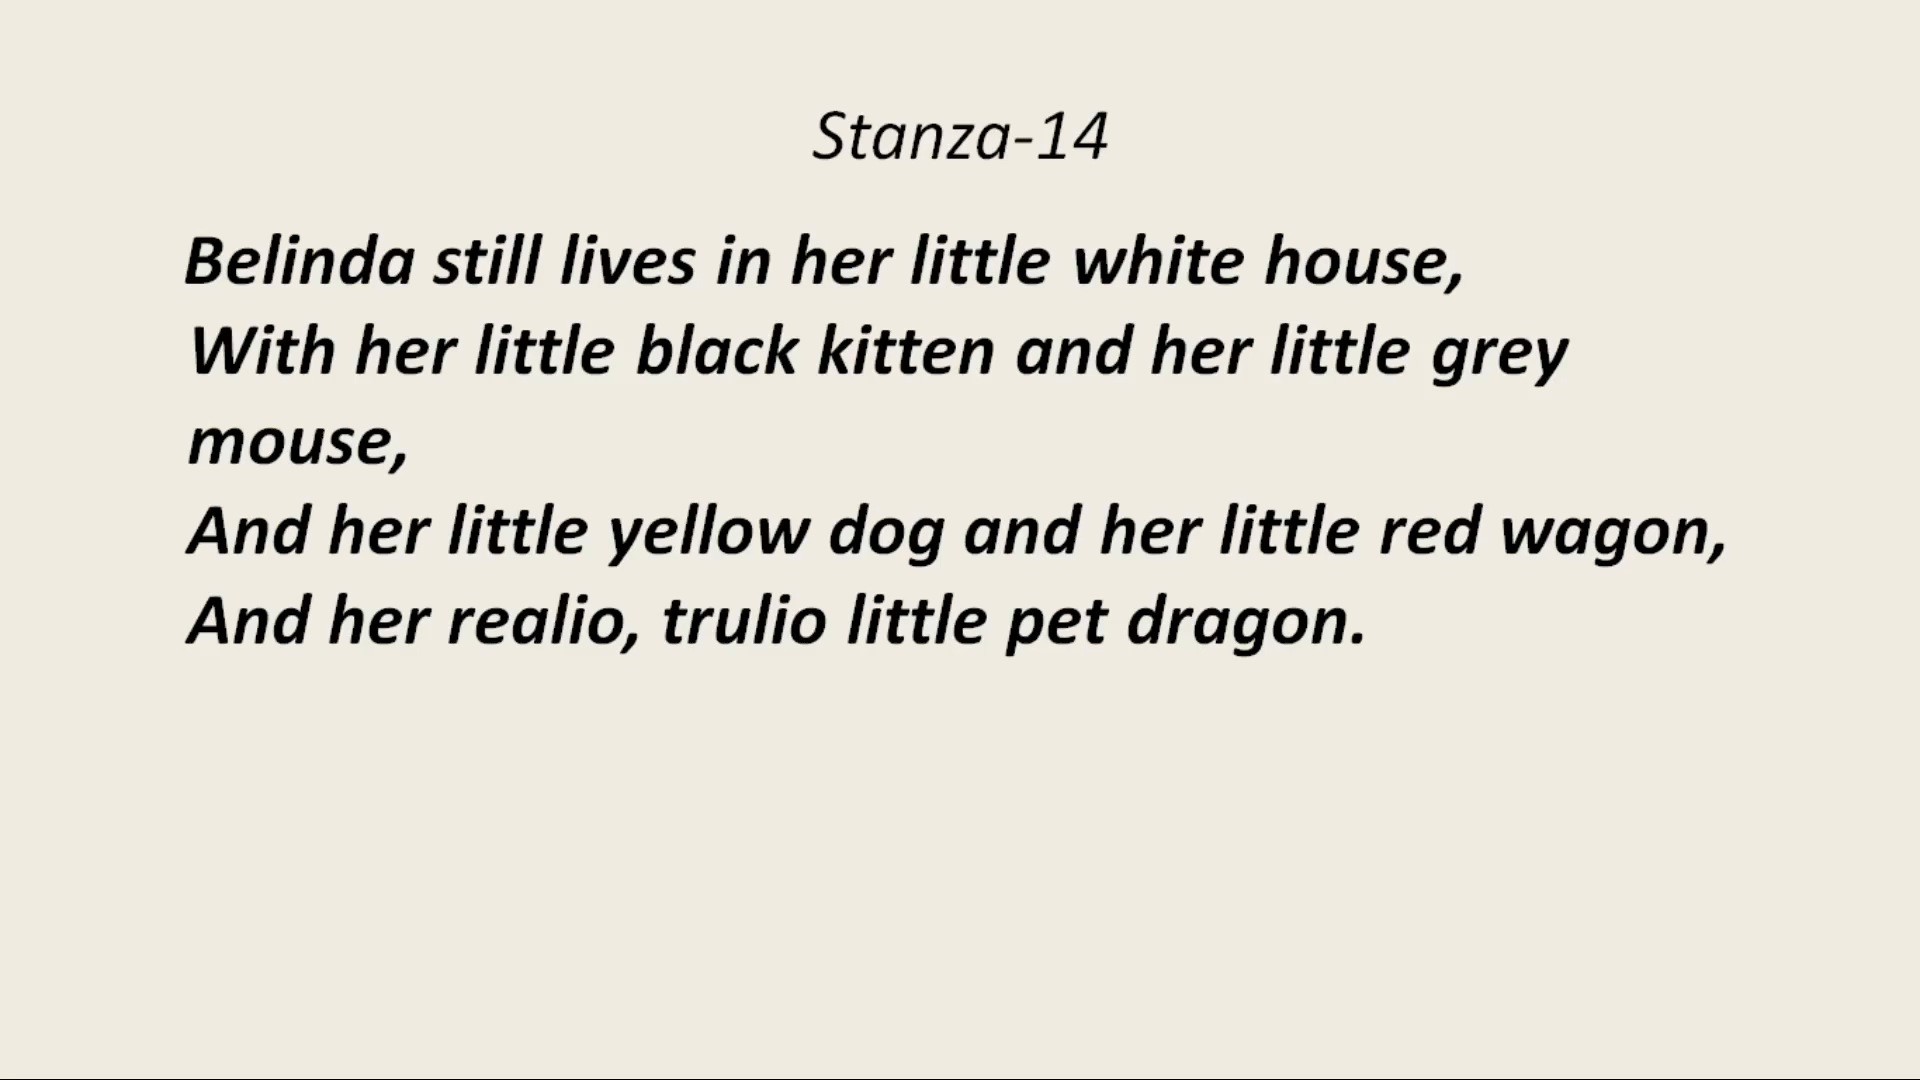 Stanza-14
Belinda still lives in her little white house,
With her little black kitten and her little grey
mouse,
And her little yellow dog and her little red wagon,
And her realio, trulio little pet dragon.